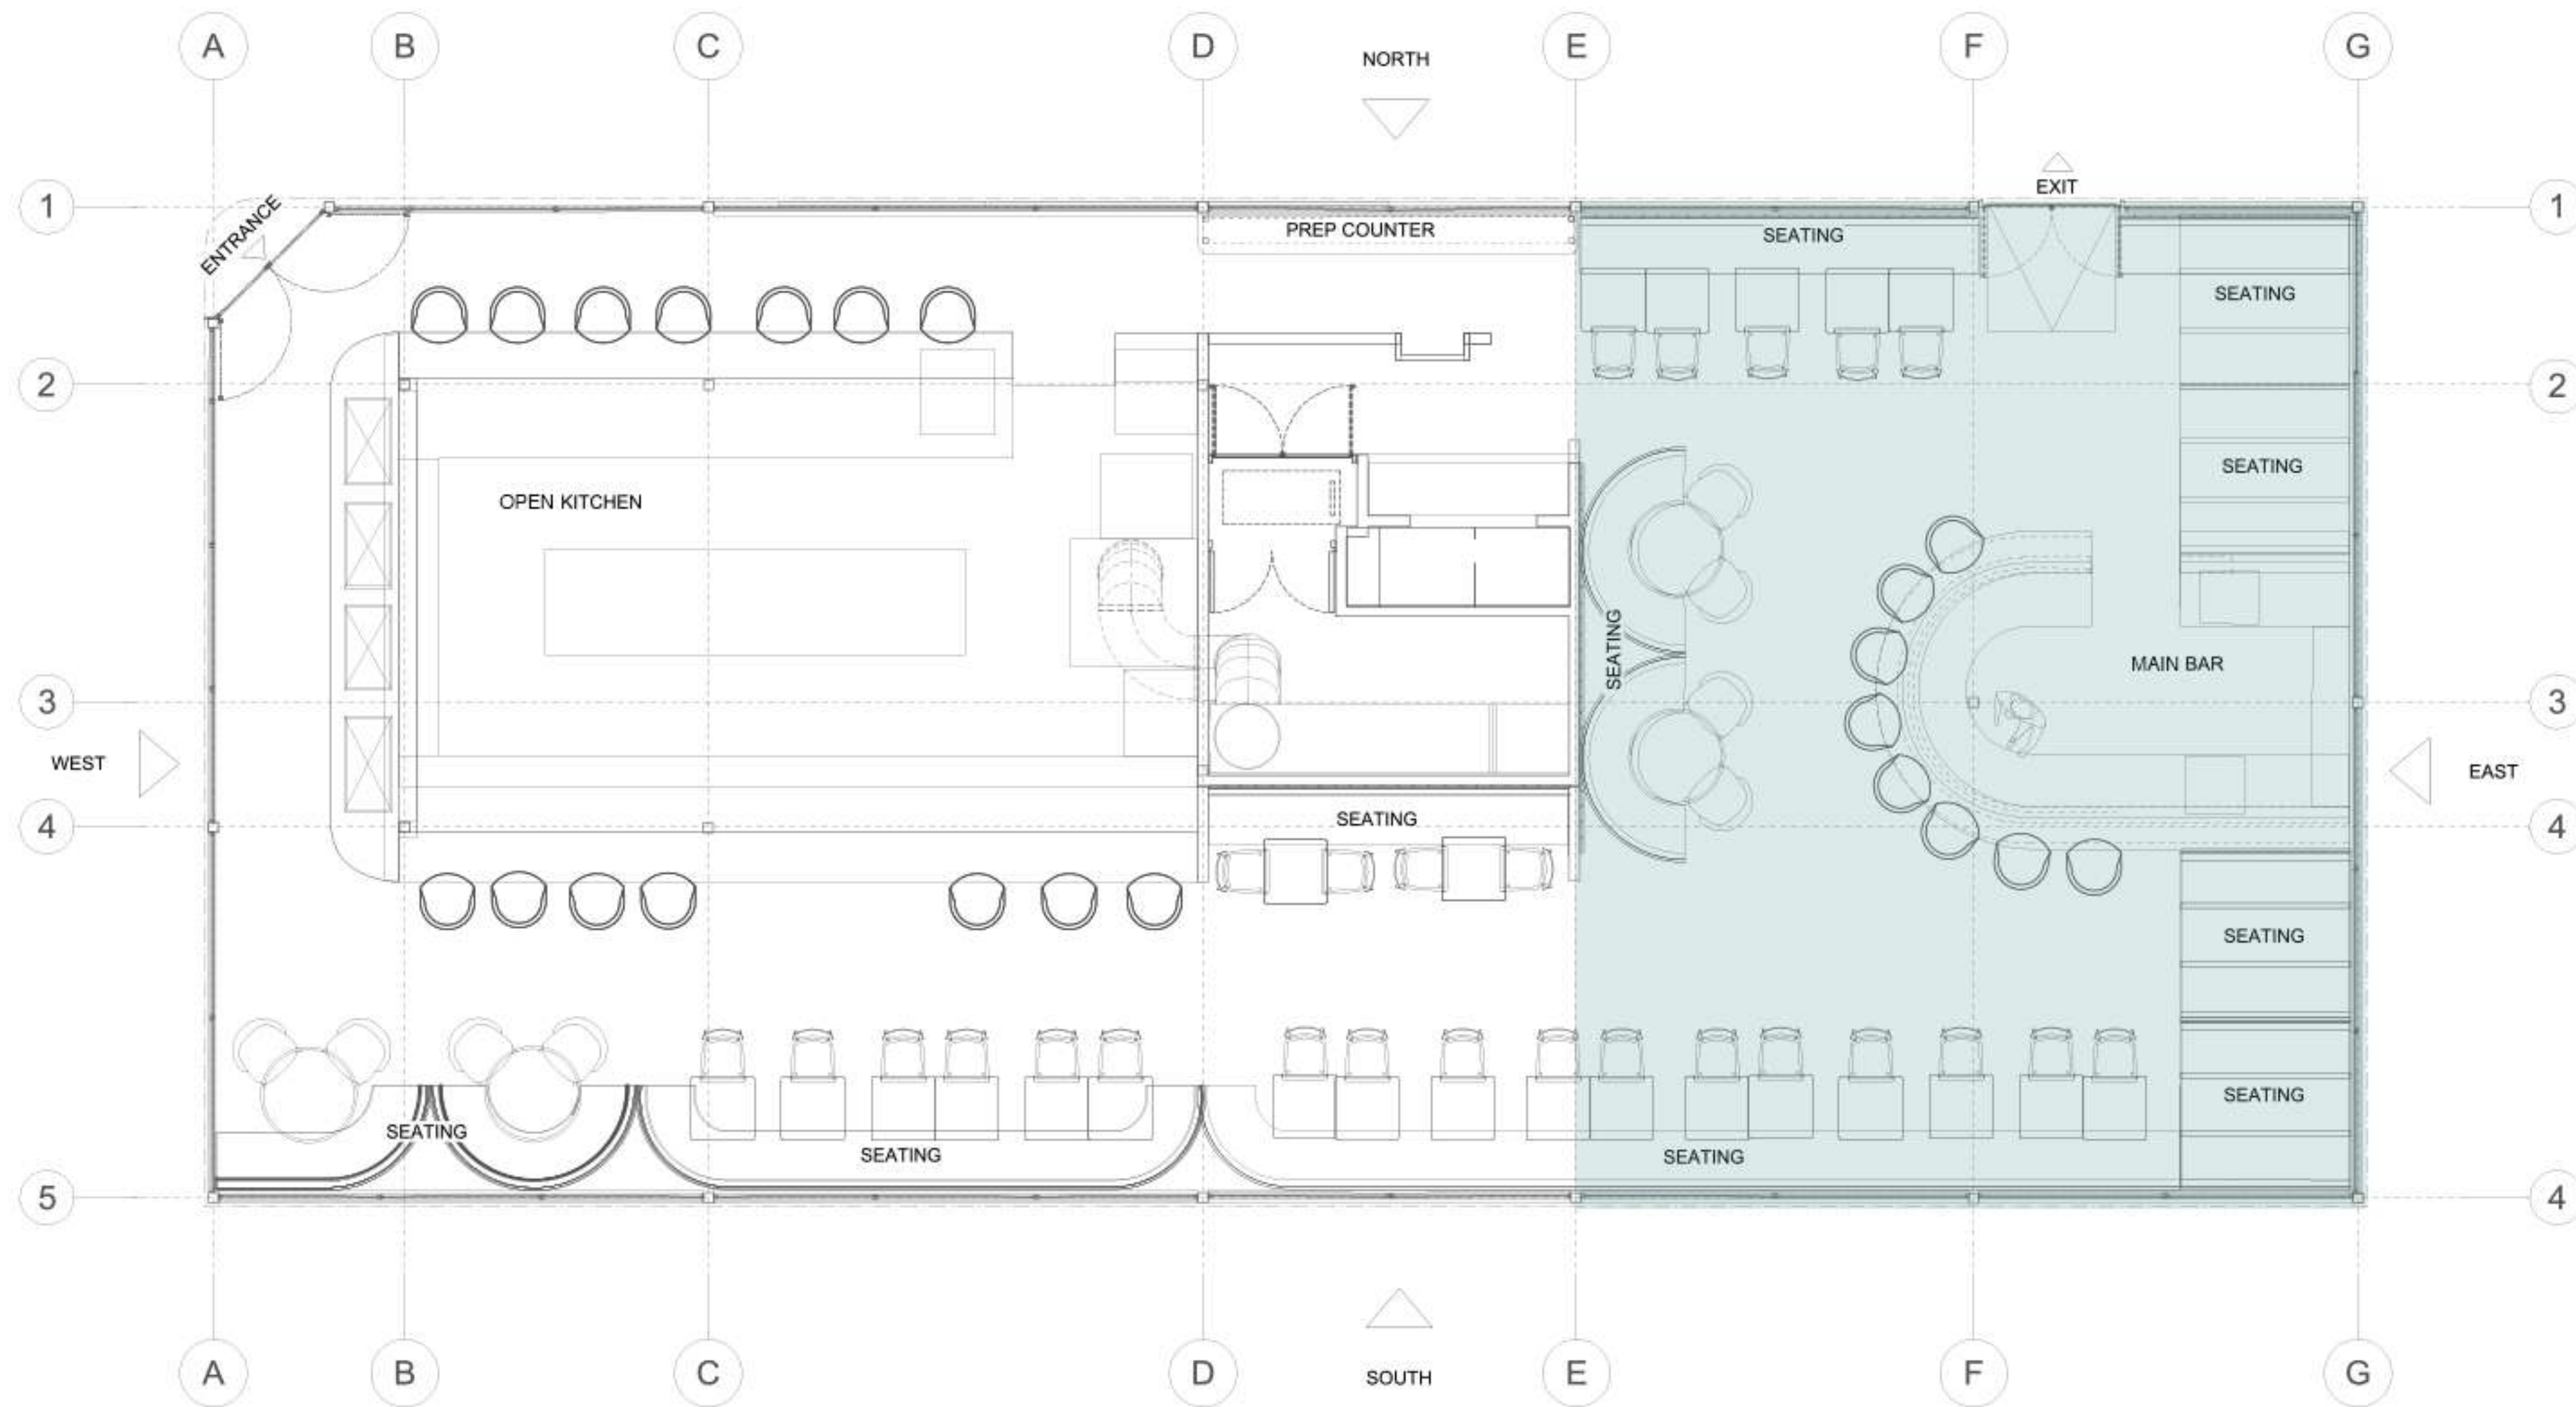 A B C D E F G
NORTH
EXIT
1 1
ENTRANCE
PREP COUNTER
SEATING
SEATING
2 2
SEATING
OPEN KITCHEN
SEATING
MAIN BAR
3 3
WEST
EAST
SEATING
4 4
SEATING
SEATING
SEATING
SEATING
SEATING
5 4
SOUTH
A B C D E F G